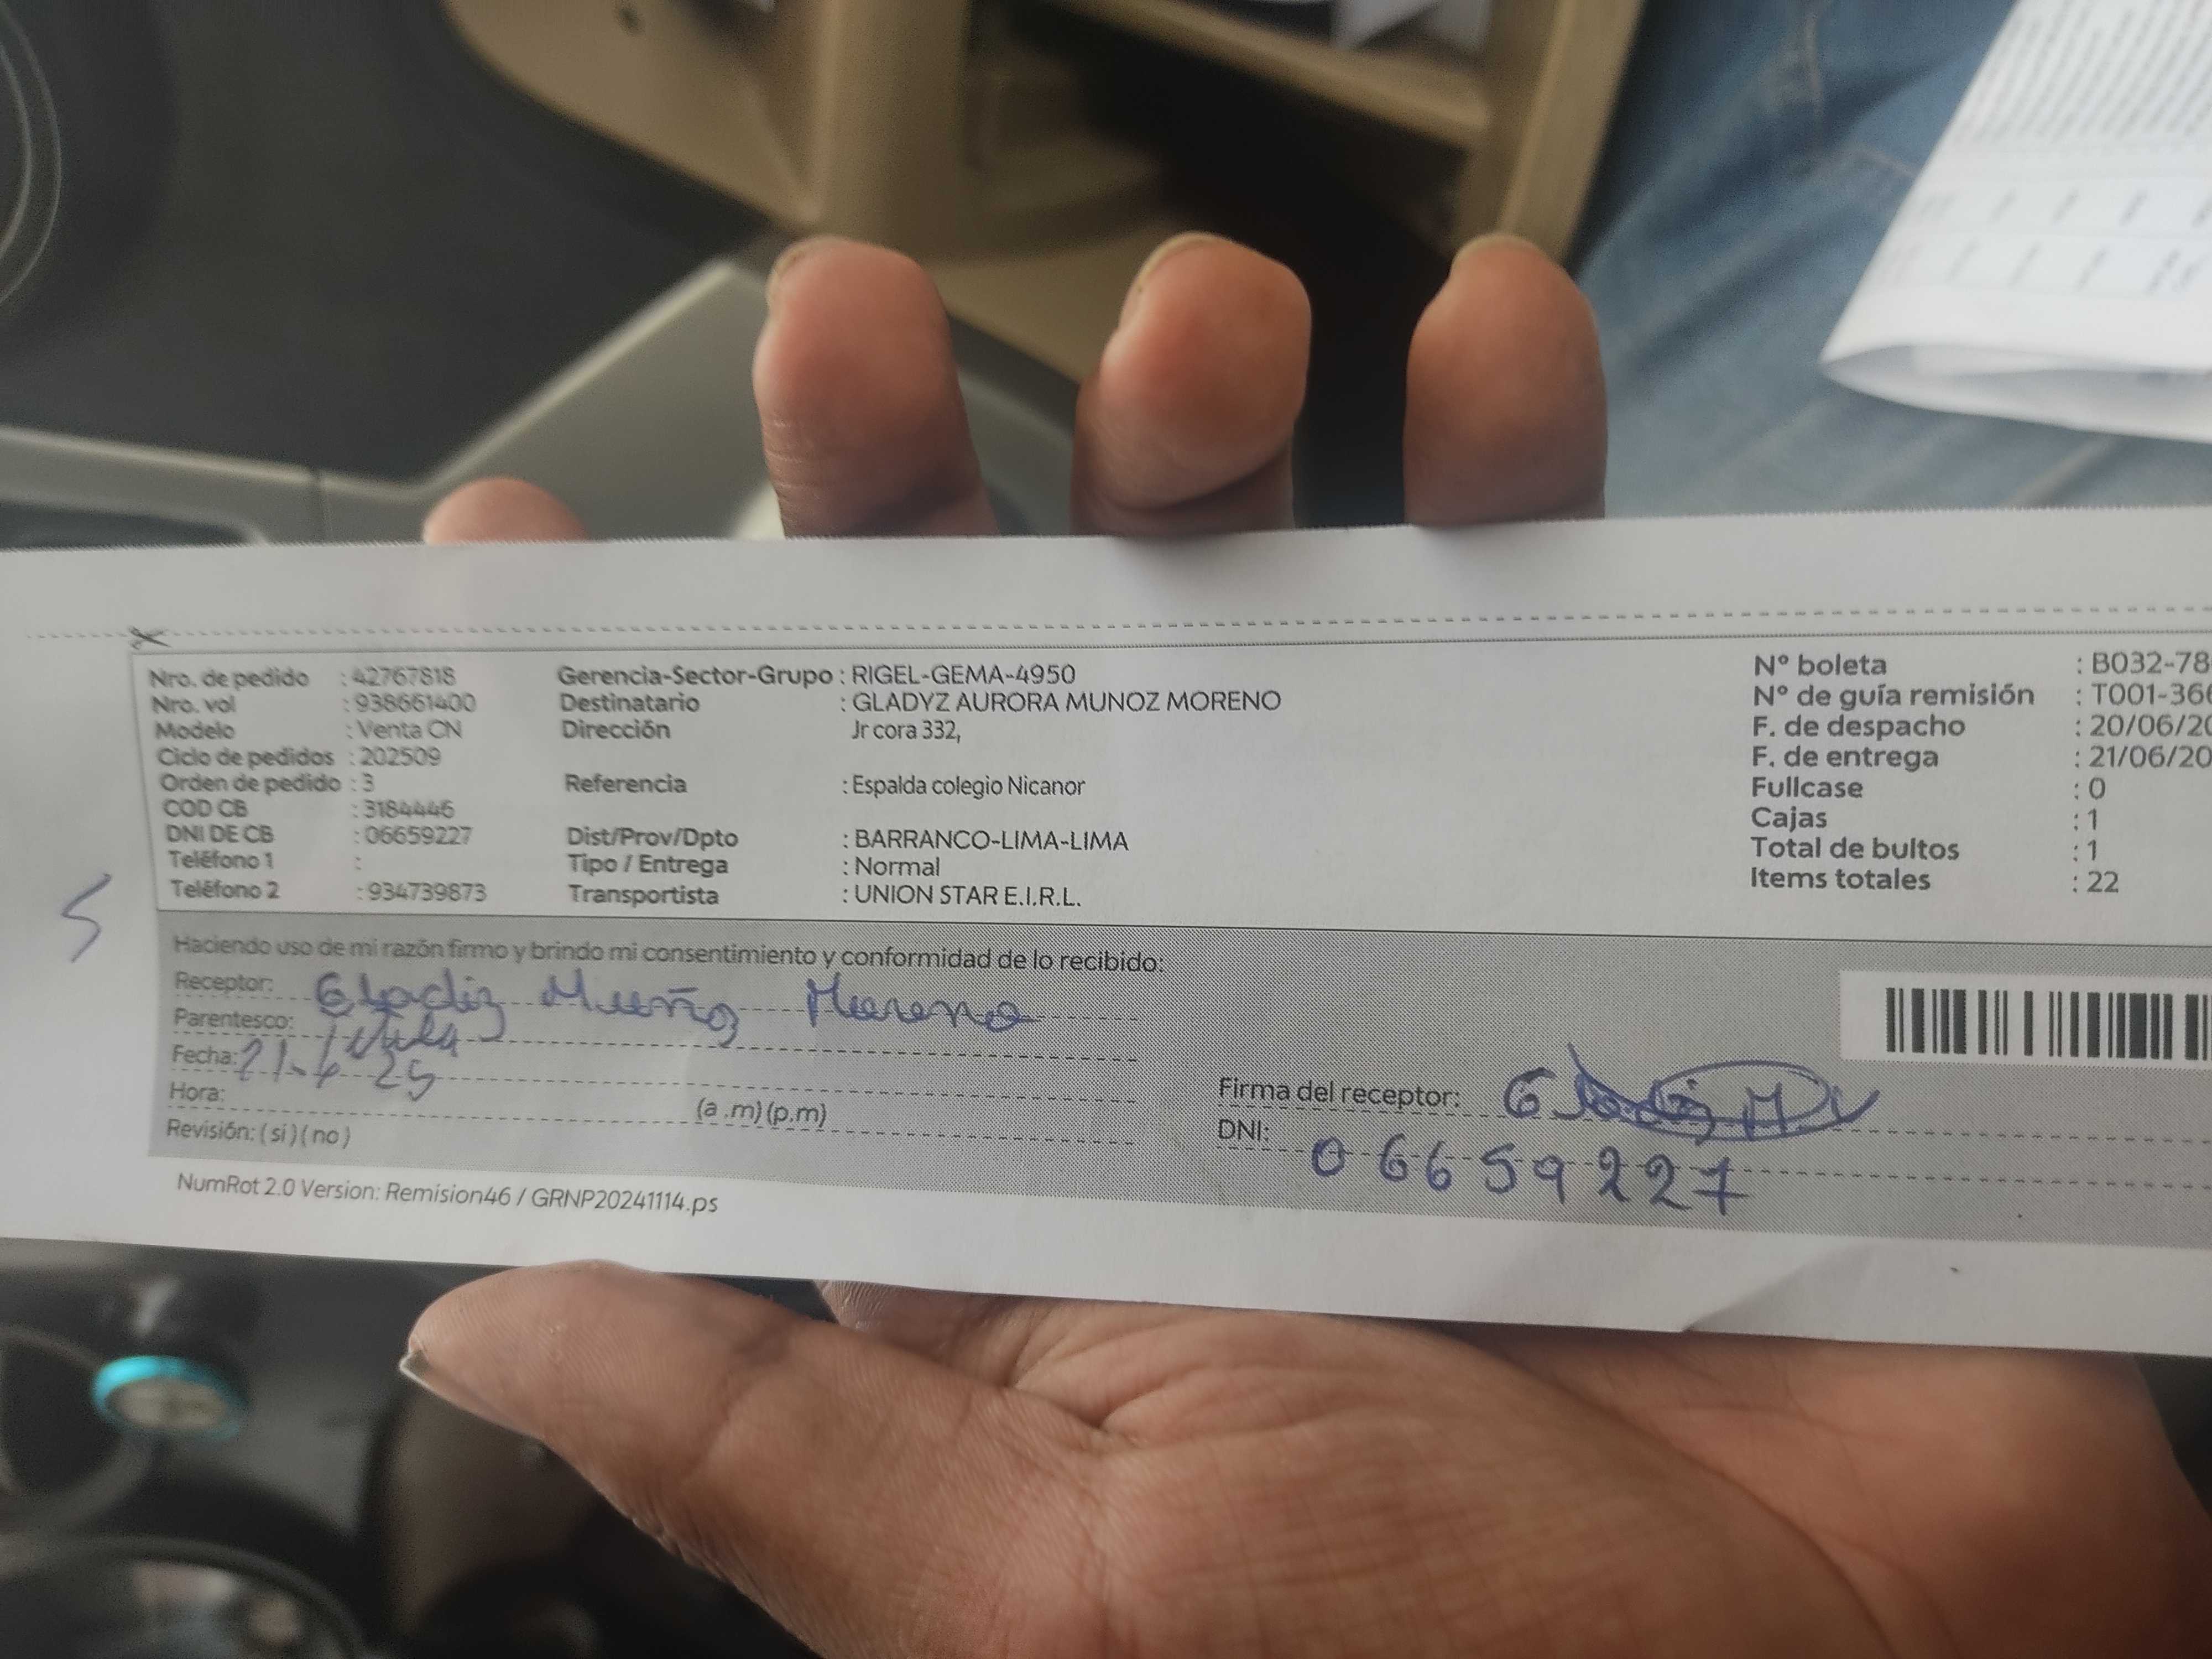 Nro. de pedido : 42767818 Gerencia-Sector-Grupo : RIGEL-GEMA-4950 N° boleta : B032-78
Nro. vol : 938661400 Destinatario : GLADYZ AURORA MUNOZ MORENO N° de guía remisión : T001-366
Modelo : Venta CN Dirección Jr cora 332, F. de despacho : 20/06/20
Ciclo de pedidos : 202509 F. de entrega : 21/06/20
Orden de pedido : 3 Referencia : Espalda colegio Nicanor Fullcase : 0
COD CB : 3184446 Cajas : 1
DNI DE CB : 06659227 Dist/Prov/Dpto : BARRANCO-LIMA-LIMA Total de bultos : 1
Teléfono 1 : Tipo / Entrega : Normal Items totales : 22
Teléfono 2 : 934739873 Transportista : UNION STAR E.I.R.L.
5
Haciendo uso de mi razón firmo y brindo mi consentimiento y conformidad de lo recibido:
Receptor: Gladiz Muñoz Moreno
Parentesco:
Fecha: 21-6 25
Hora: (a .m) (p.m)
Revisión: ( si ) ( no )
Firma del receptor: Gladiz M
DNI: 06659227
NumRot 2.0 Version: Remision46 / GRNP20241114.ps